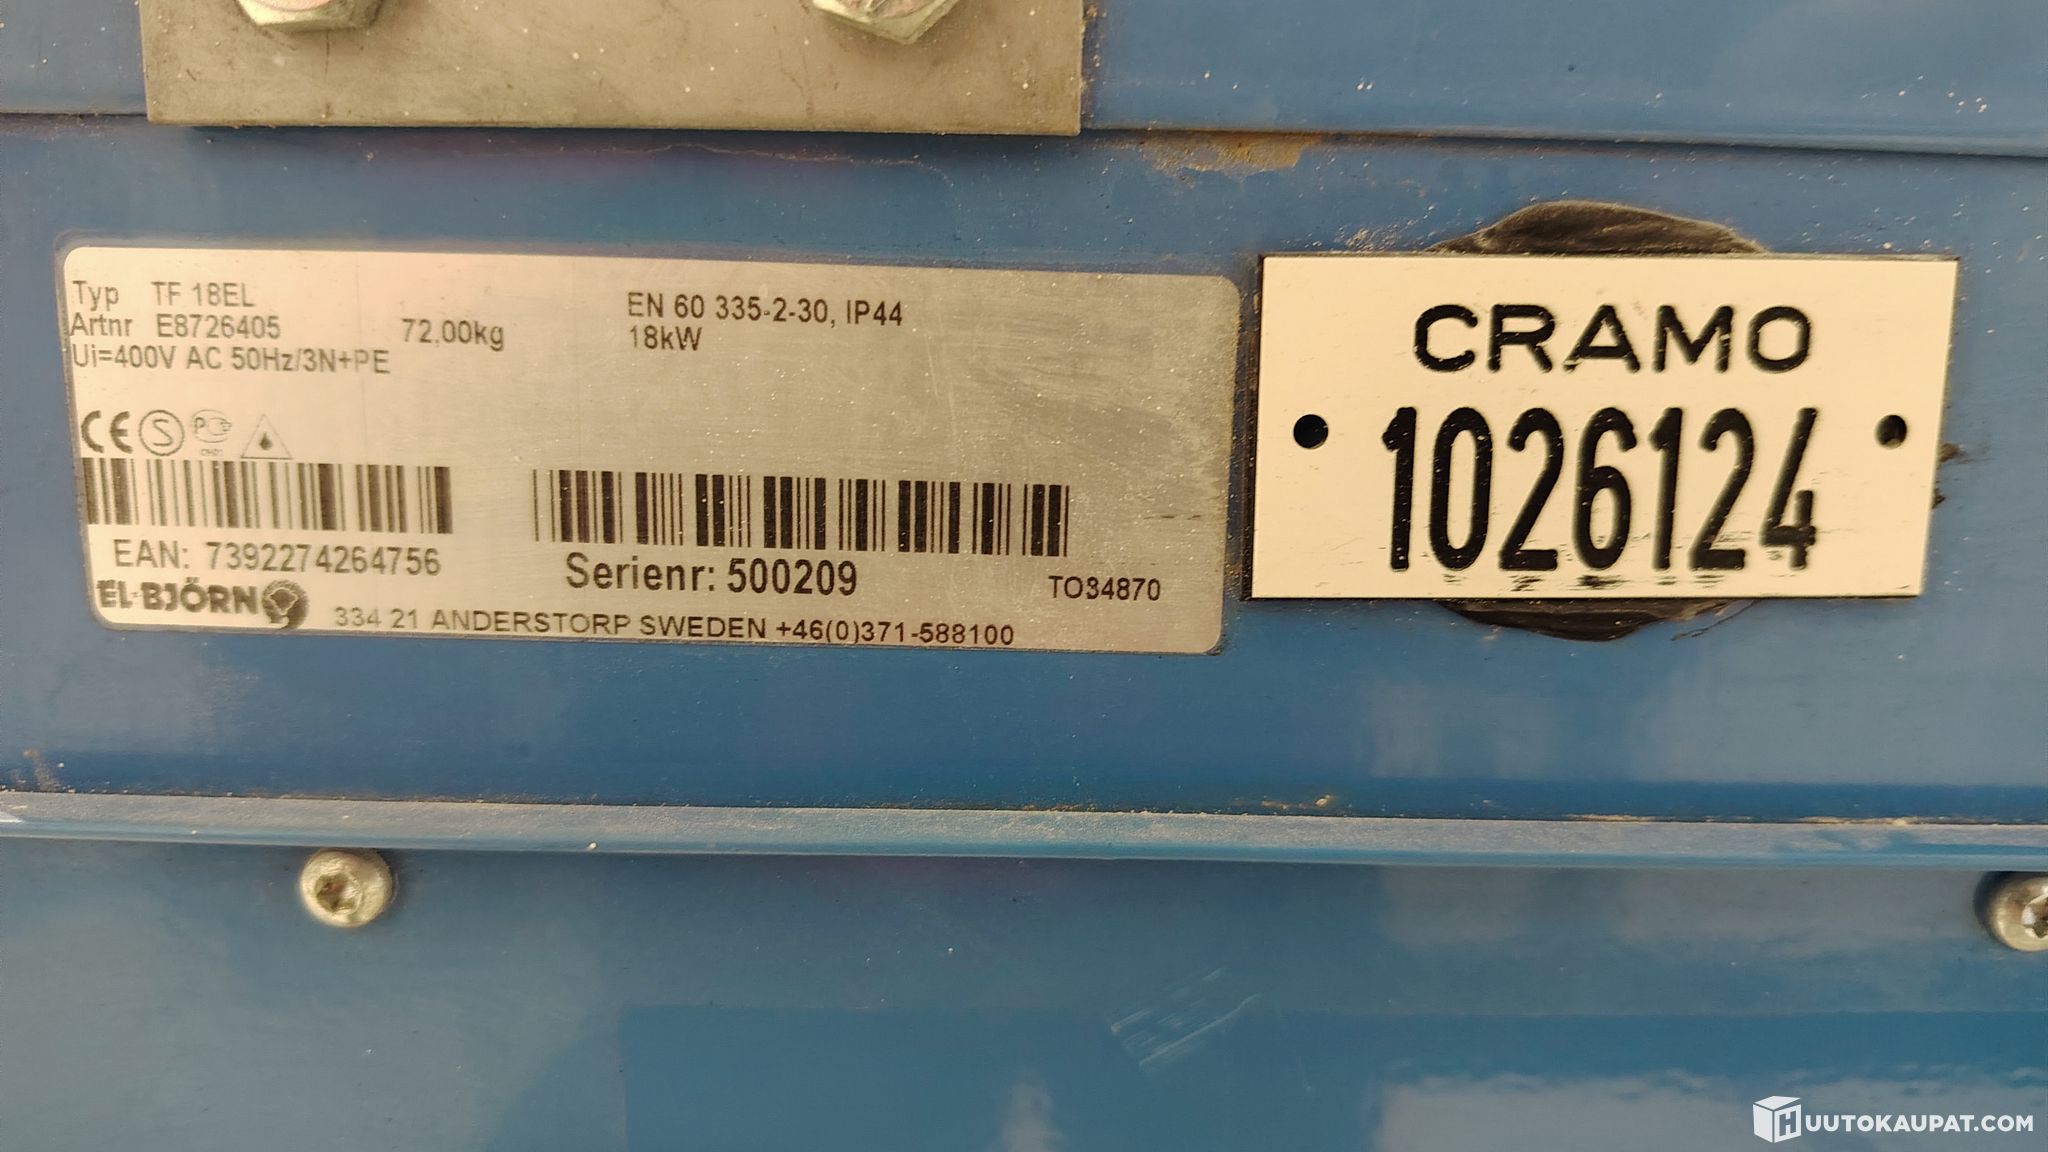 Typ TF 18EL
Artnr E8726405
72,00kg
Ui=400V AC 50Hz/3N+PE
EN 60 335-2-30, IP44
18kW
CE S
EAN: 7392274264756
Serienr: 500209
TO34870
EL-BJÖRN
334 21 ANDERSTORP SWEDEN +46(0)371-588100
CRAMO
1026124
HUUTOKAUPAT.COM